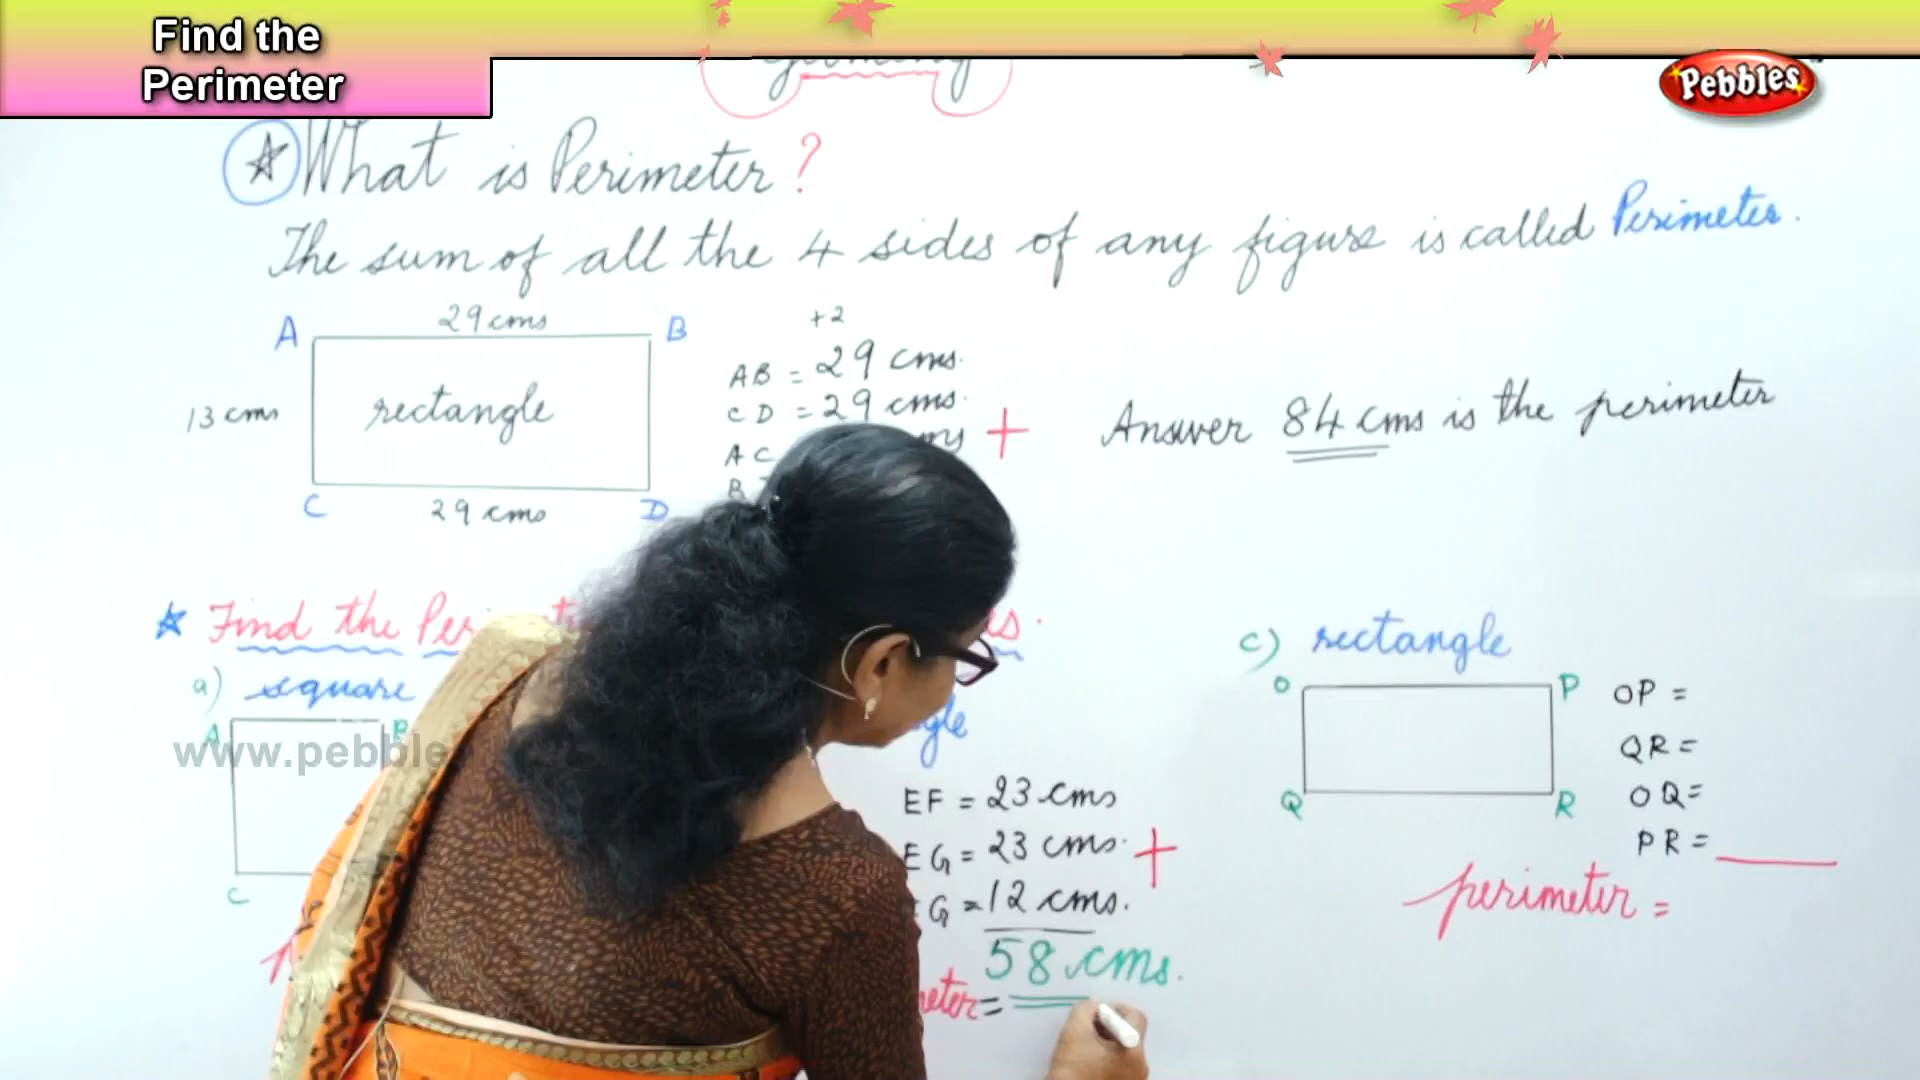 Find the
Perimeter
Pebbles
What is Perimeter ?
The sum of all the 4 sides of any figure is called Perimeter.
A 29 cms B
13 cms rectangle
C 29 cms D
+2
AB = 29 cms.
CD = 29 cms.
AC
+
Answer 84 cms is the perimeter
Find the
a) square
A B
C
www.pebble
EF = 23 cms
EG = 23 cms. +
G = 12 cms.
58 cms.
=
c) rectangle
O P
Q R
OP =
QR =
OQ =
PR =
perimeter =